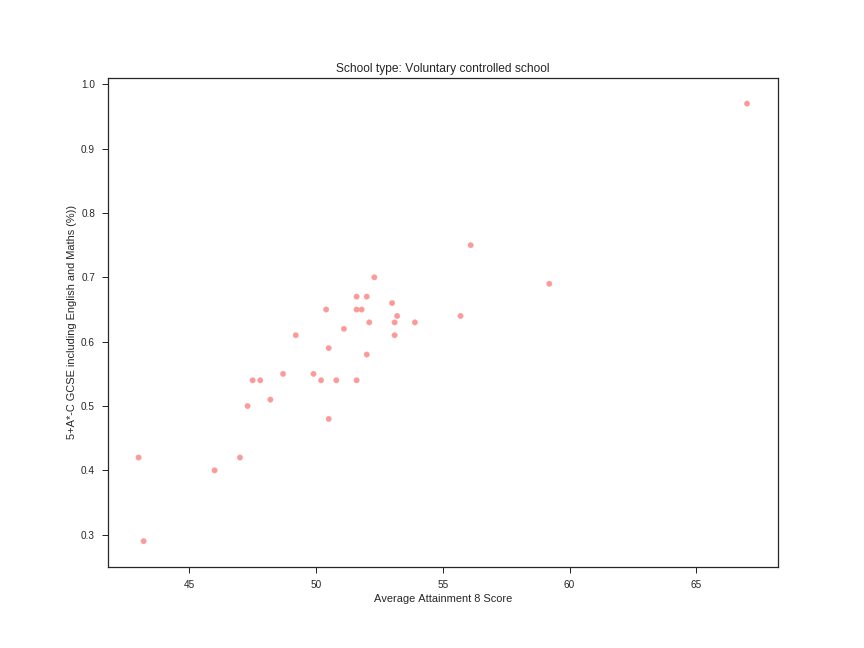 School type: Voluntary controlled school
1.0
0.9
0.8
0.7
0.6
0.5
0.4
0.3
5+A*-C GCSE including English and Maths (%))
45 50 55 60 65
Average Attainment 8 Score